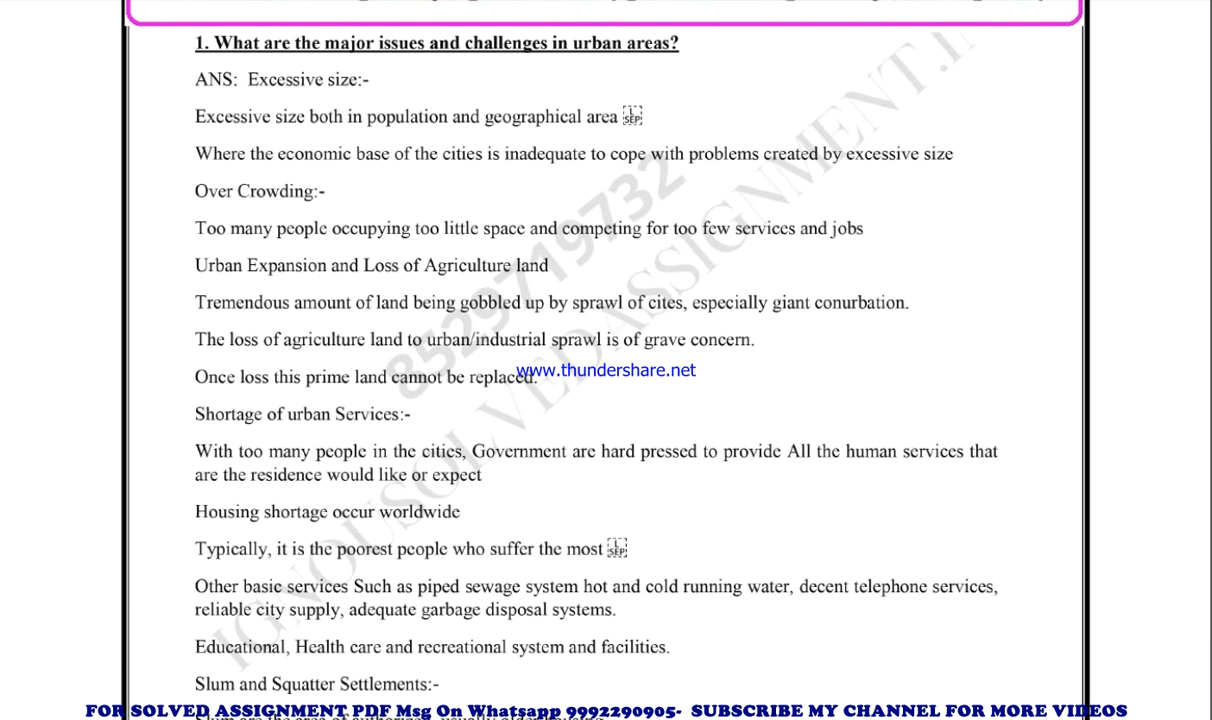 1. What are the major issues and challenges in urban areas?
ANS: Excessive size:-
Excessive size both in population and geographical area
Where the economic base of the cities is inadequate to cope with problems created by excessive size
Over Crowding:-
Too many people occupying too little space and competing for too few services and jobs
Urban Expansion and Loss of Agriculture land
Tremendous amount of land being gobbled up by sprawl of cites, especially giant conurbation.
The loss of agriculture land to urban/industrial sprawl is of grave concern.
Once loss this prime land cannot be replaced.
www.thundershare.net
Shortage of urban Services:-
With too many people in the cities, Government are hard pressed to provide All the human services that
are the residence would like or expect
Housing shortage occur worldwide
Typically, it is the poorest people who suffer the most
Other basic services Such as piped sewage system hot and cold running water, decent telephone services,
reliable city supply, adequate garbage disposal systems.
Educational, Health care and recreational system and facilities.
Slum and Squatter Settlements:-
FOR SOLVED ASSIGNMENT PDF Msg On Whatsapp 9992290905- SUBSCRIBE MY CHANNEL FOR MORE VIDEOS
8529719732
IGNOUSOLVEDASSIGNMENT.I